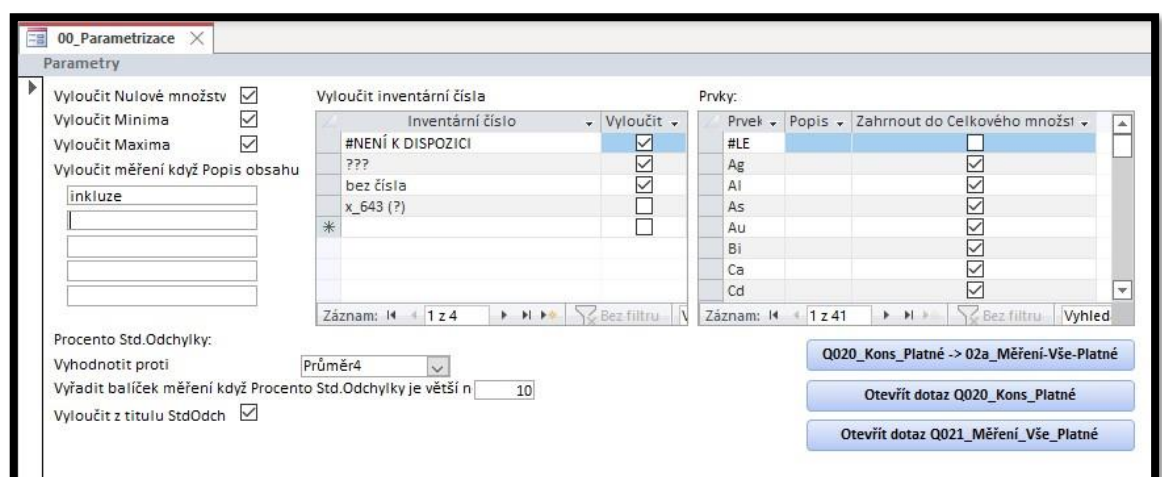 00_Parametrizace
Parametry
Vyloučit Nulové množstv
Vyloučit Minima
Vyloučit Maxima
Vyloučit měření když Popis obsahu
inkluze
Vyloučit inventární čísla
Inventární číslo Vyloučit
#NENÍ K DISPOZICI
???
bez čísla
x_643 (?)
Záznam: 1 z 4 Bez filtru V
Prvky:
Prvek Popis Zahrnout do Celkového množst
#LE
Ag
Al
As
Au
Bi
Ca
Cd
Záznam: 1 z 41 Bez filtru Vyhled
Procento Std.Odchylky:
Vyhodnotit proti Průměr4
Vyřadit balíček měření když Procento Std.Odchylky je větší n 10
Vyloučit z titulu StdOdch
Q020_Kons_Platné -> 02a_Měření-Vše-Platné
Otevřít dotaz Q020_Kons_Platné
Otevřít dotaz Q021_Měření_Vše_Platné